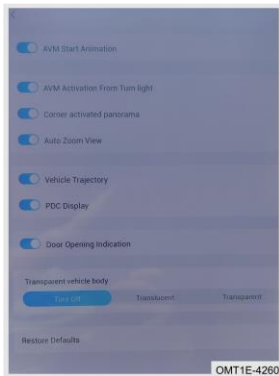 AVM Start Animation
AVM Activation From Turn light
Corner activated panorama
Auto Zoom View
Vehicle Trajectory
PDC Display
Door Opening Indication
Transparent vehicle body
Turn Off Translucent Transparent
Restore Defaults
OMT1E-4260